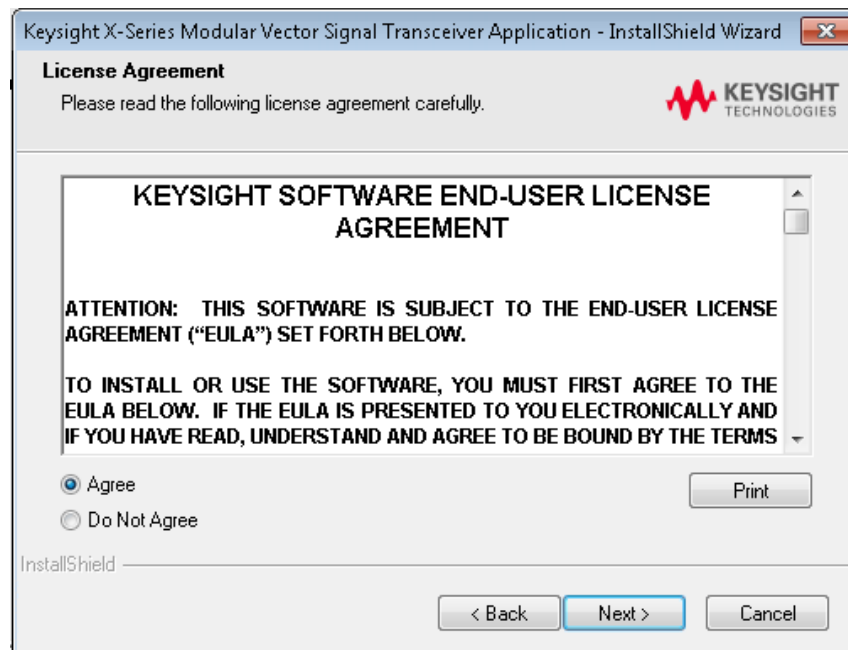 Keysight X-Series Modular Vector Signal Transceiver Application - InstallShield Wizard
License Agreement
Please read the following license agreement carefully.
KEYSIGHT
TECHNOLOGIES
KEYSIGHT SOFTWARE END-USER LICENSE
AGREEMENT
ATTENTION: THIS SOFTWARE IS SUBJECT TO THE END-USER LICENSE
AGREEMENT (“EULA”) SET FORTH BELOW.
TO INSTALL OR USE THE SOFTWARE, YOU MUST FIRST AGREE TO THE
EULA BELOW. IF THE EULA IS PRESENTED TO YOU ELECTRONICALLY AND
IF YOU HAVE READ, UNDERSTAND AND AGREE TO BE BOUND BY THE TERMS
Agree
Print
Do Not Agree
InstallShield
< Back
Next >
Cancel